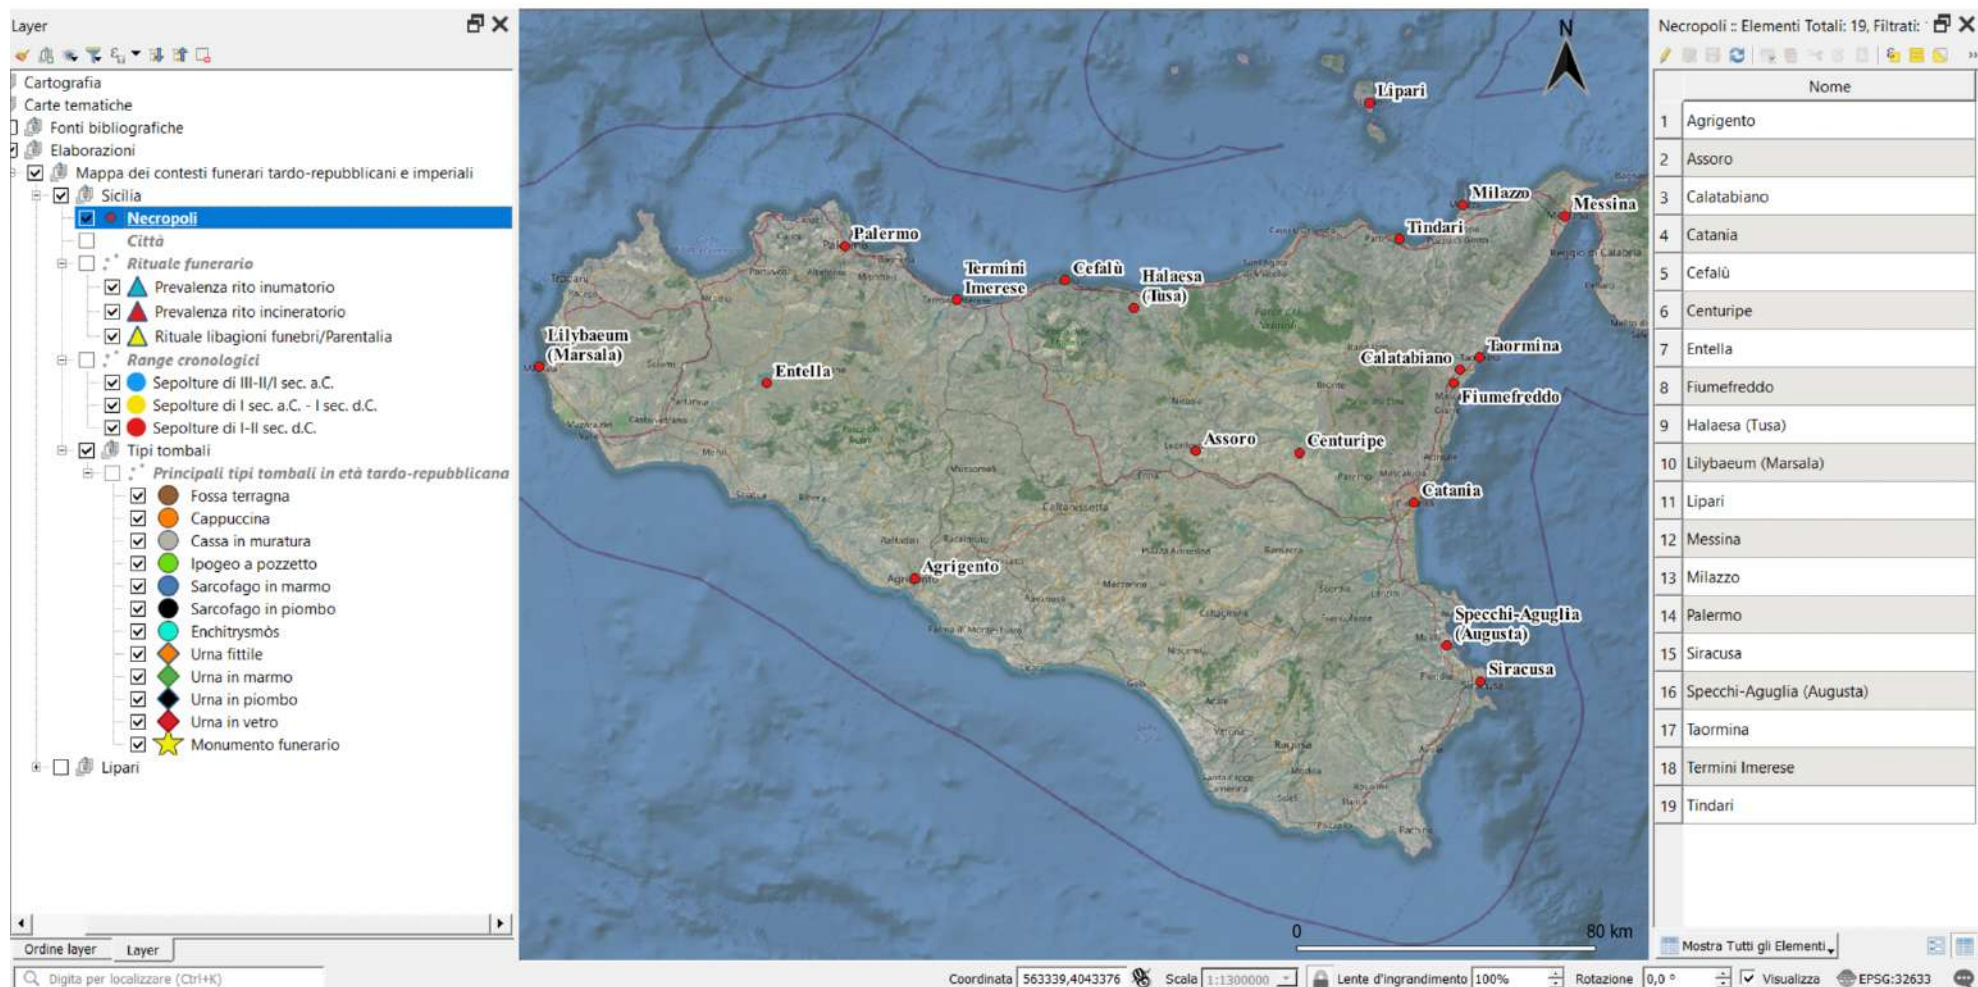 Layer
Cartografia
Carte tematiche
Fonti bibliografiche
Elaborazioni
Mappa dei contesti funerari tardo-repubblicani e imperiali
Sicilia
Necropoli
Città
Rituale funerario
Prevalenza rito inumatorio
Prevalenza rito incineratorio
Rituale libagioni funebri/Parentalia
Range cronologici
Sepolture di III-II/I sec. a.C.
Sepolture di I sec. a.C. - I sec. d.C.
Sepolture di I-II sec. d.C.
Tipi tombali
Principali tipi tombali in età tardo-repubblicana
Fossa terragna
Cappuccina
Cassa in muratura
Ipogeo a pozzetto
Sarcofago in marmo
Sarcofago in piombo
Enchitrysmòs
Urna fittile
Urna in marmo
Urna in piombo
Urna in vetro
Monumento funerario
Lipari
Ordine layer
Layer
Digita per localizzare (Ctrl+K)
N
Lipari
Milazzo
Messina
Tindari
Palermo
Reggio di Calabria
Termini
Imerese
Cefalù
Halaesa
(Tusa)
Lilybaeum
(Marsala)
Entella
Taormina
Calatabiano
Fiumefreddo
Assoro
Centuripe
Catania
Caltanissetta
Agrigento
Specchi-Aguglia
(Augusta)
Siracusa
Ragusa
0 80 km
Necropoli :: Elementi Totali: 19, Filtrati:
Nome
1 Agrigento
2 Assoro
3 Calatabiano
4 Catania
5 Cefalù
6 Centuripe
7 Entella
8 Fiumefreddo
9 Halaesa (Tusa)
10 Lilybaeum (Marsala)
11 Lipari
12 Messina
13 Milazzo
14 Palermo
15 Siracusa
16 Specchi-Aguglia (Augusta)
17 Taormina
18 Termini Imerese
19 Tindari
Mostra Tutti gli Elementi
Coordinata 563339,4043376 Scala 1:1300000 Lente d'ingrandimento 100% Rotazione 0,0 ° Visualizza EPSG:32633